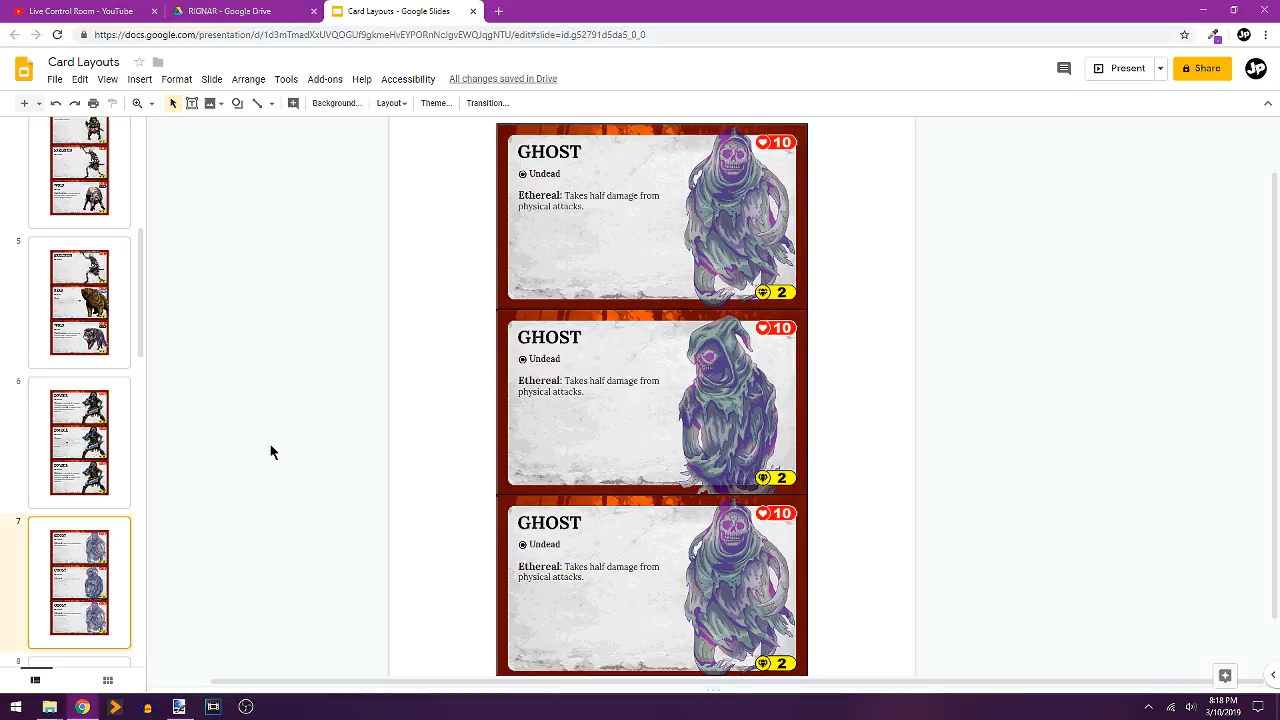 Live Control Room - YouTube
RIGNAR - Google Drive
Card Layouts - Google Slides
https://docs.google.com/presentation/d/1d3mTmedXxUVQOGUf9gkmeHvEYPORnNcJgvEWQJqgNTU/edit#slide=id.g52791d5da5_0_0
JP
Card Layouts
File Edit View Insert Format Slide Arrange Tools Add-ons Help Accessibility All changes saved in Drive
Present
Share
JP
Background...
Layout
Theme...
Transition...
5
6
7
8
GHOST
10
Undead
Ethereal: Takes half damage from
physical attacks.
2
GHOST
10
Undead
Ethereal: Takes half damage from
physical attacks.
2
GHOST
10
Undead
Ethereal: Takes half damage from
physical attacks.
2
8:18 PM
3/10/2019